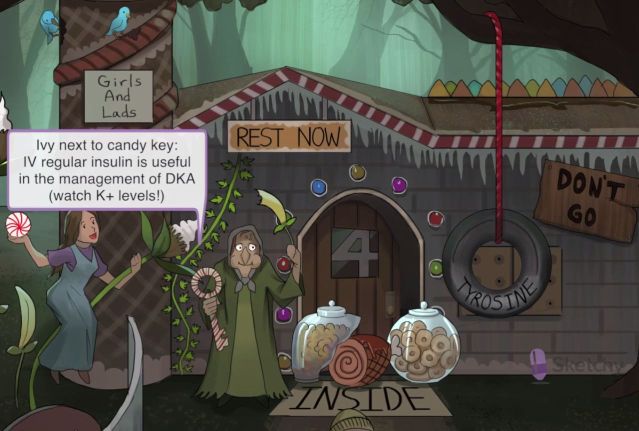 Girls
And
Lads
Ivy next to candy key:
IV regular insulin is useful
in the management of DKA
(watch K+ levels!)
REST NOW
DON'T
GO
4
TYROSINE
INSIDE
Sketchy